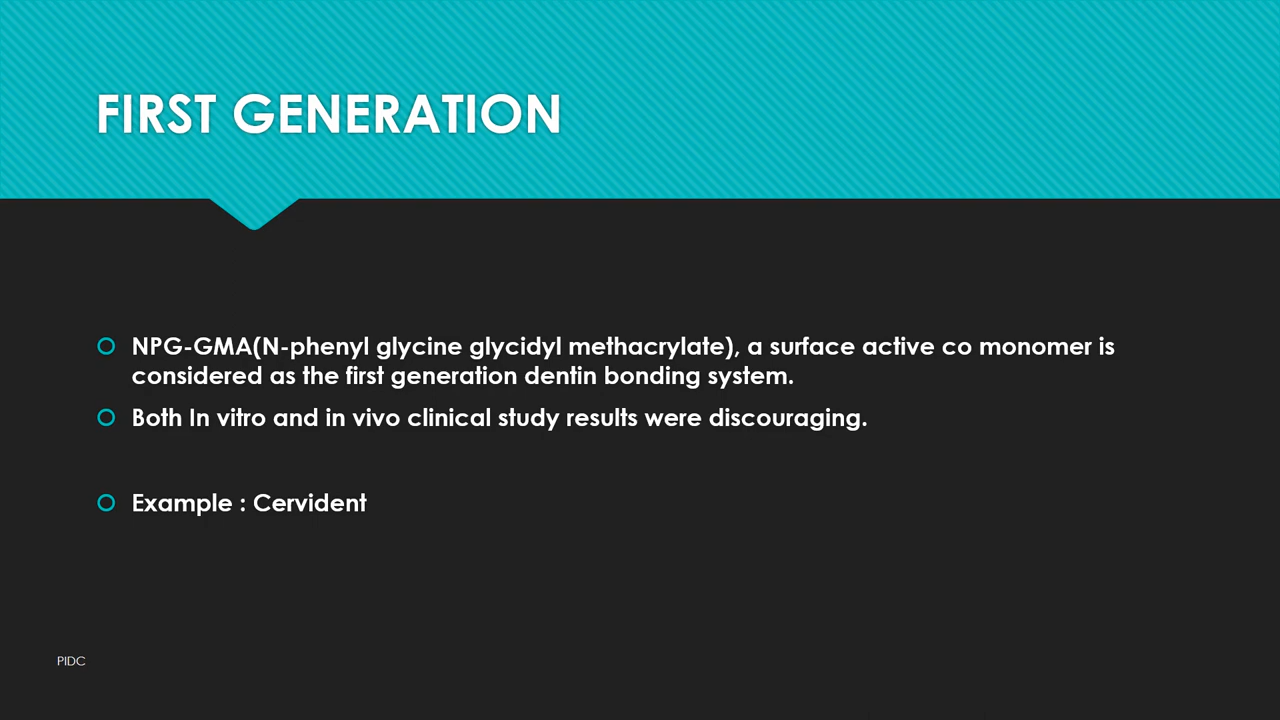 FIRST GENERATION
NPG-GMA(N-phenyl glycine glycidyl methacrylate), a surface active co monomer is
considered as the first generation dentin bonding system.
Both In vitro and in vivo clinical study results were discouraging.
Example : Cervident
PIDC